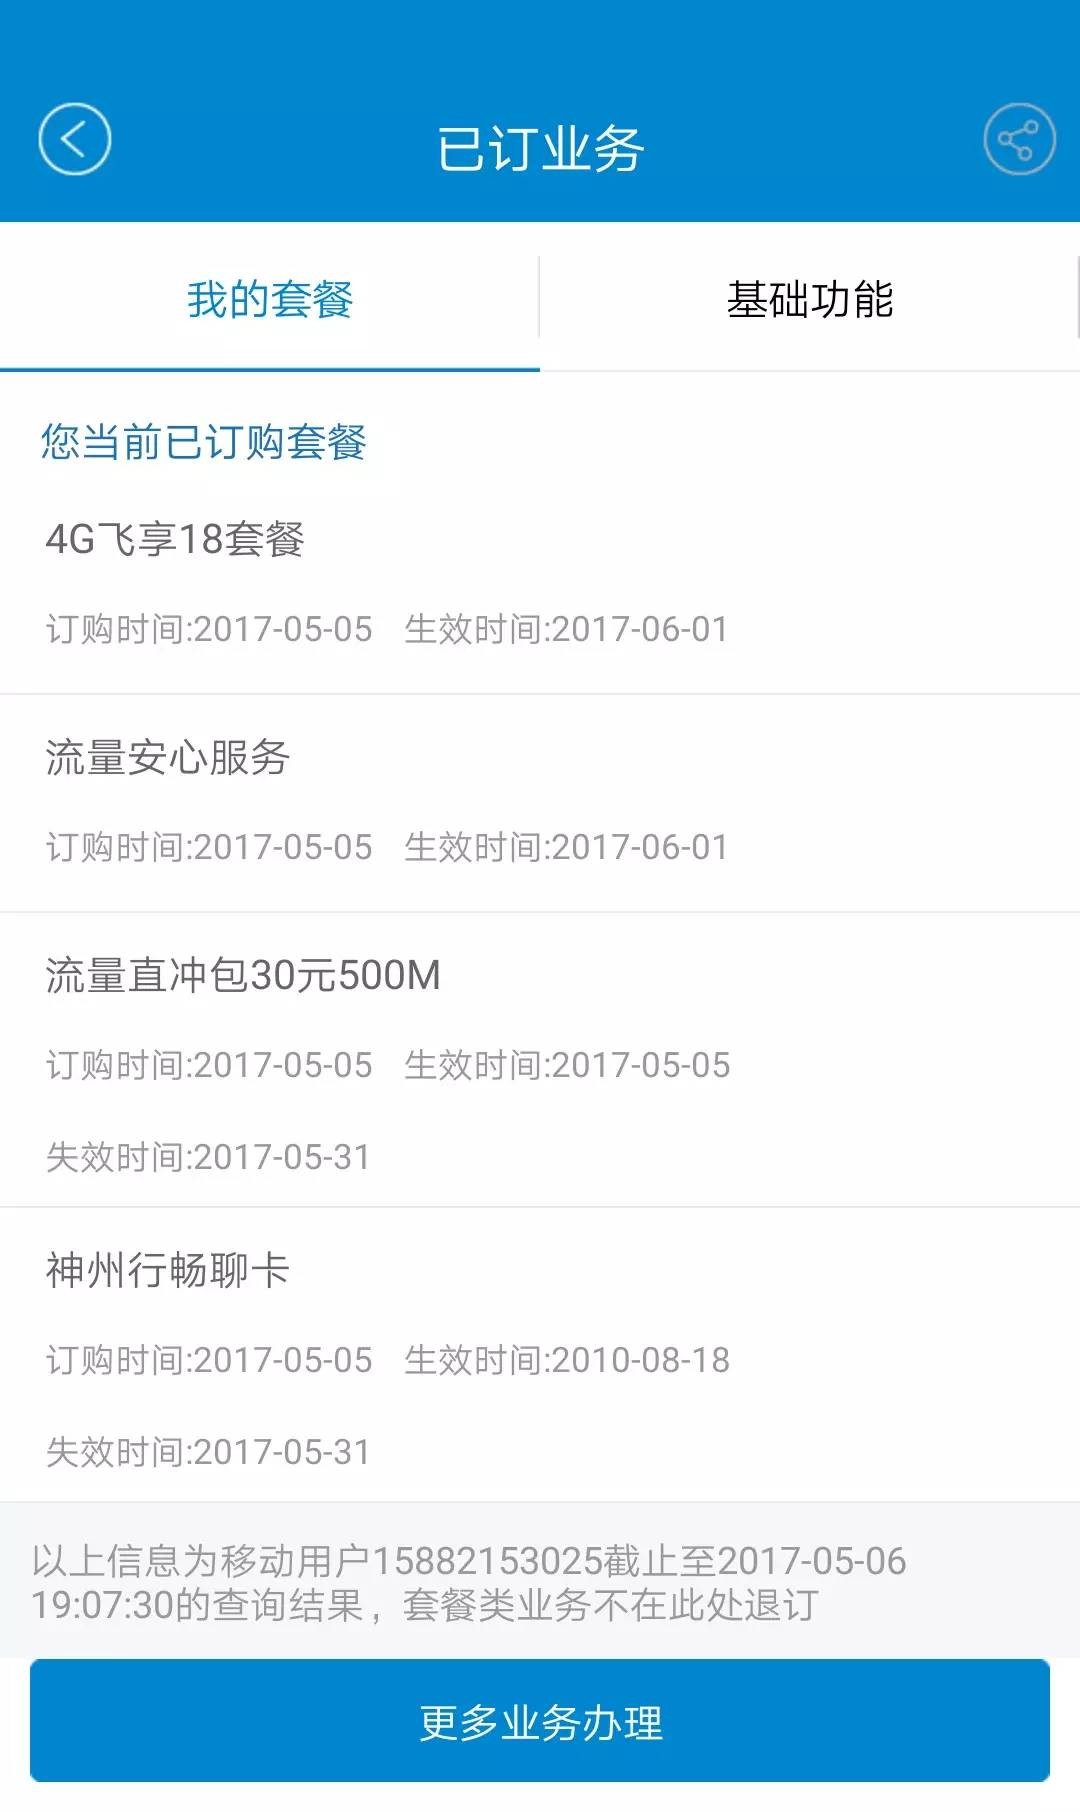 已订业务
我的套餐
基础功能
您当前已订购套餐
4G飞享18套餐
订购时间:2017-05-05 生效时间:2017-06-01
流量安心服务
订购时间:2017-05-05 生效时间:2017-06-01
流量直冲包30元500M
订购时间:2017-05-05 生效时间:2017-05-05
失效时间:2017-05-31
神州行畅聊卡
订购时间:2017-05-05 生效时间:2010-08-18
失效时间:2017-05-31
以上信息为移动用户15882153025截止至2017-05-06
19:07:30的查询结果，套餐类业务不在此处退订
更多业务办理